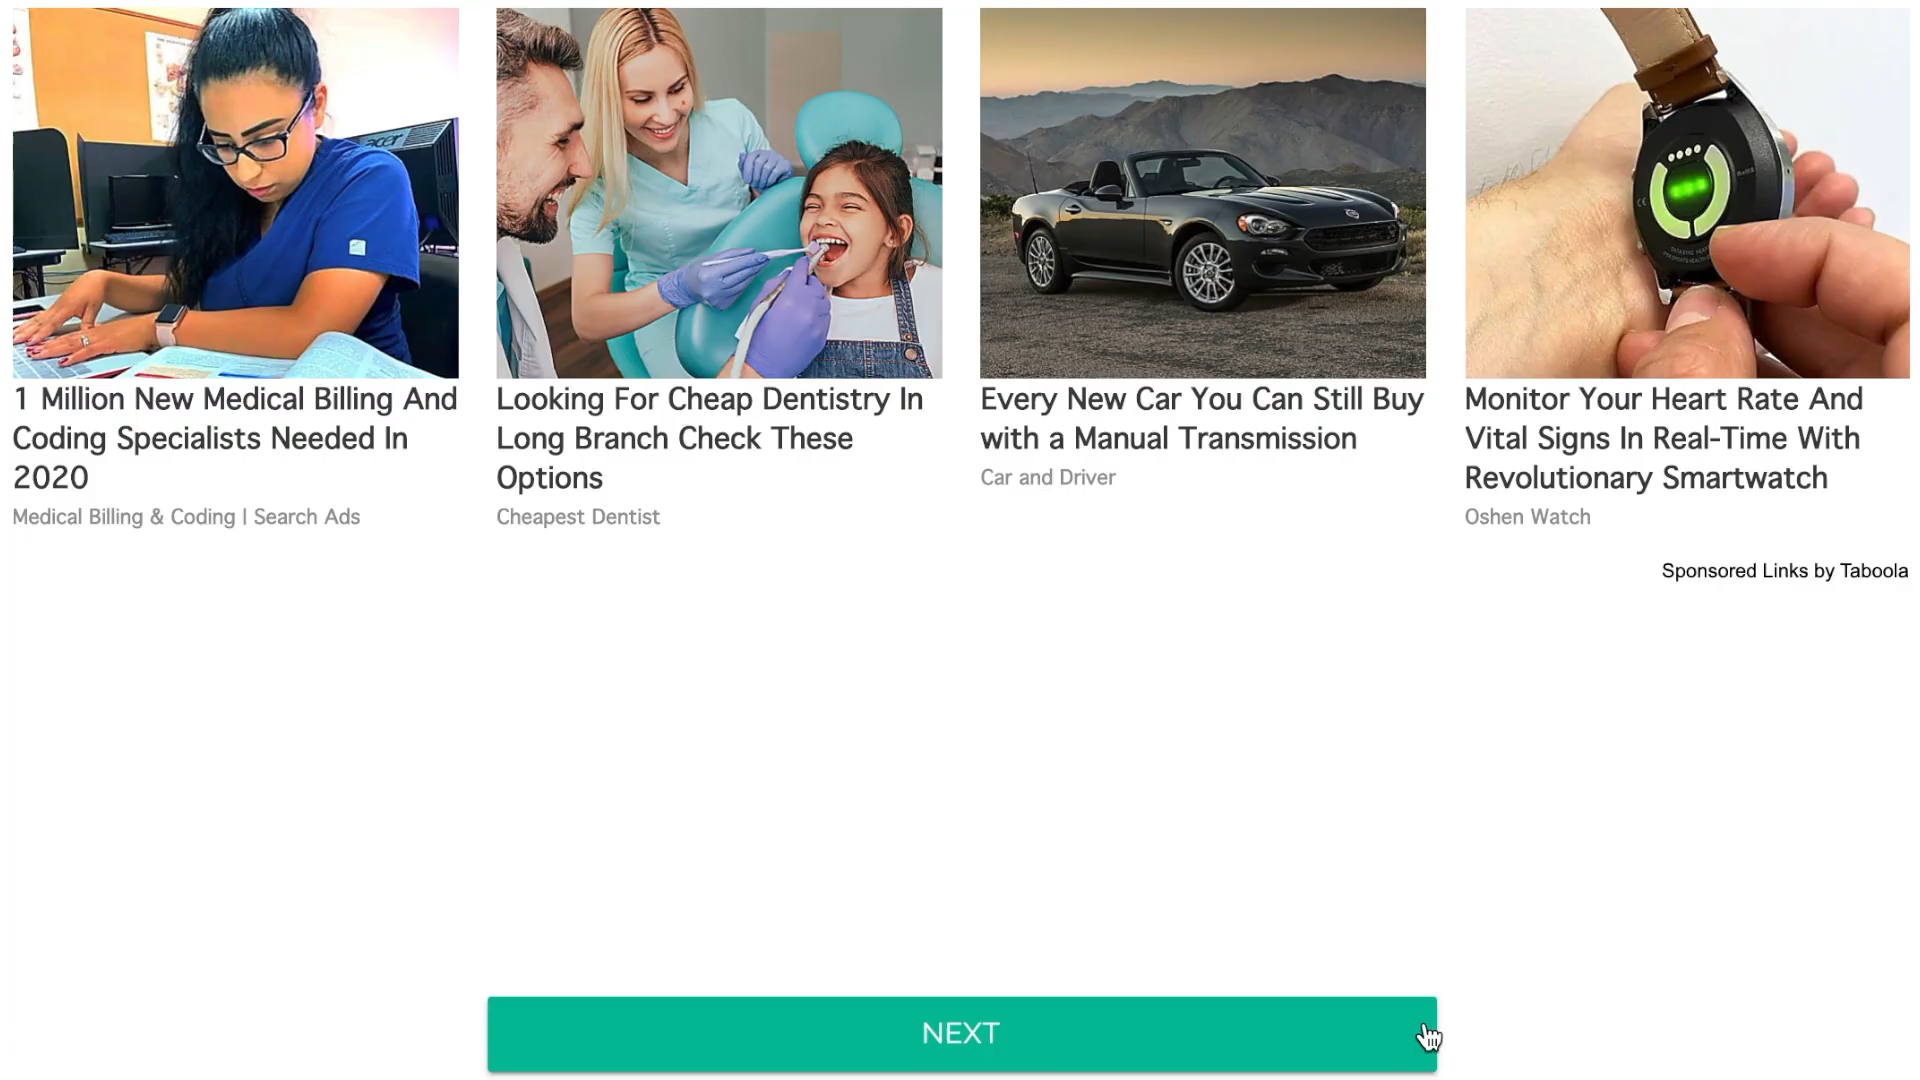 acer
1 Million New Medical Billing And
Coding Specialists Needed In
2020
Medical Billing & Coding | Search Ads
Looking For Cheap Dentistry In
Long Branch Check These
Options
Cheapest Dentist
Every New Car You Can Still Buy
with a Manual Transmission
Car and Driver
Monitor Your Heart Rate And
Vital Signs In Real-Time With
Revolutionary Smartwatch
Oshen Watch
Sponsored Links by Taboola
NEXT